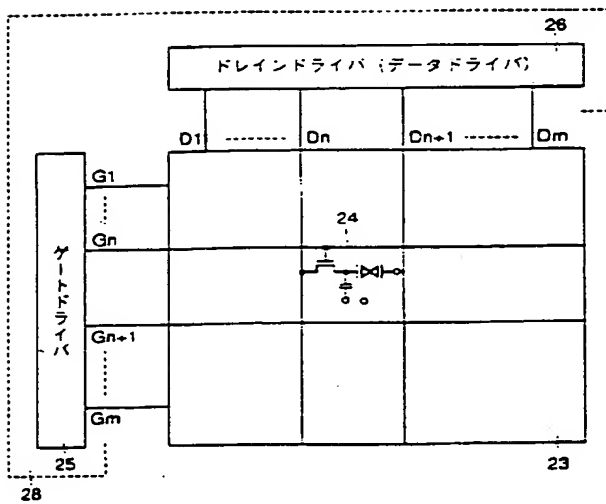 26
ドレインドライバ (データドライバ)
D1
Dn
Dn+1
Dm
G1
Gn
Gn+1
Gm
ゲートドライバ
24
25
23
28